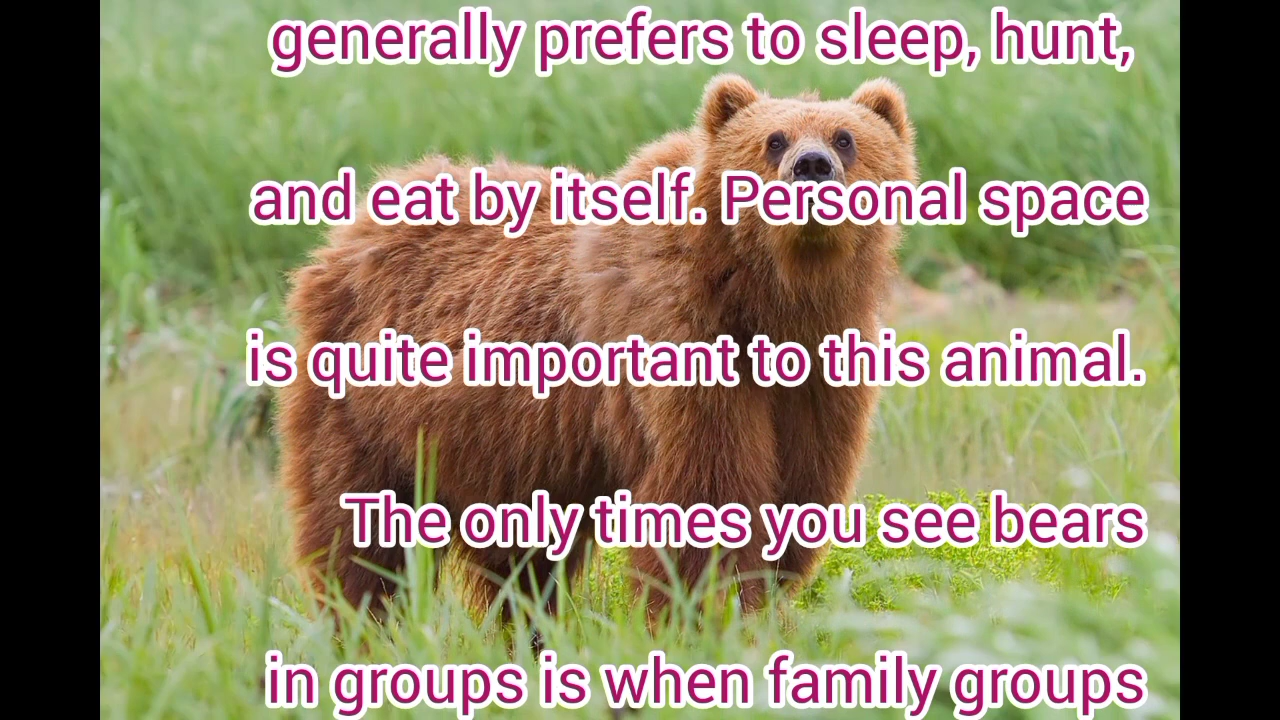 generally prefers to sleep, hunt,
and eat by itself. Personal space
is quite important to this animal.
The only times you see bears
in groups is when family groups